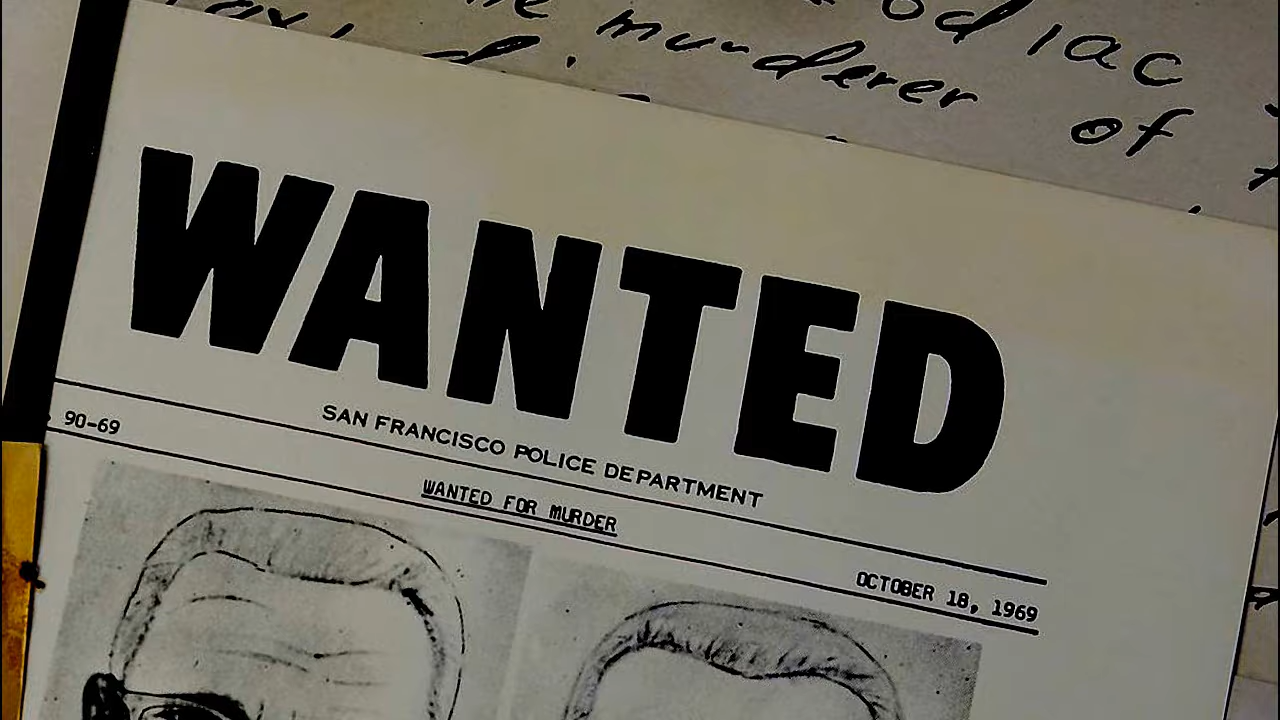 odiac
murderer of
WANTED
SAN FRANCISCO POLICE DEPARTMENT
90-69
WANTED FOR MURDER
OCTOBER 18, 1969